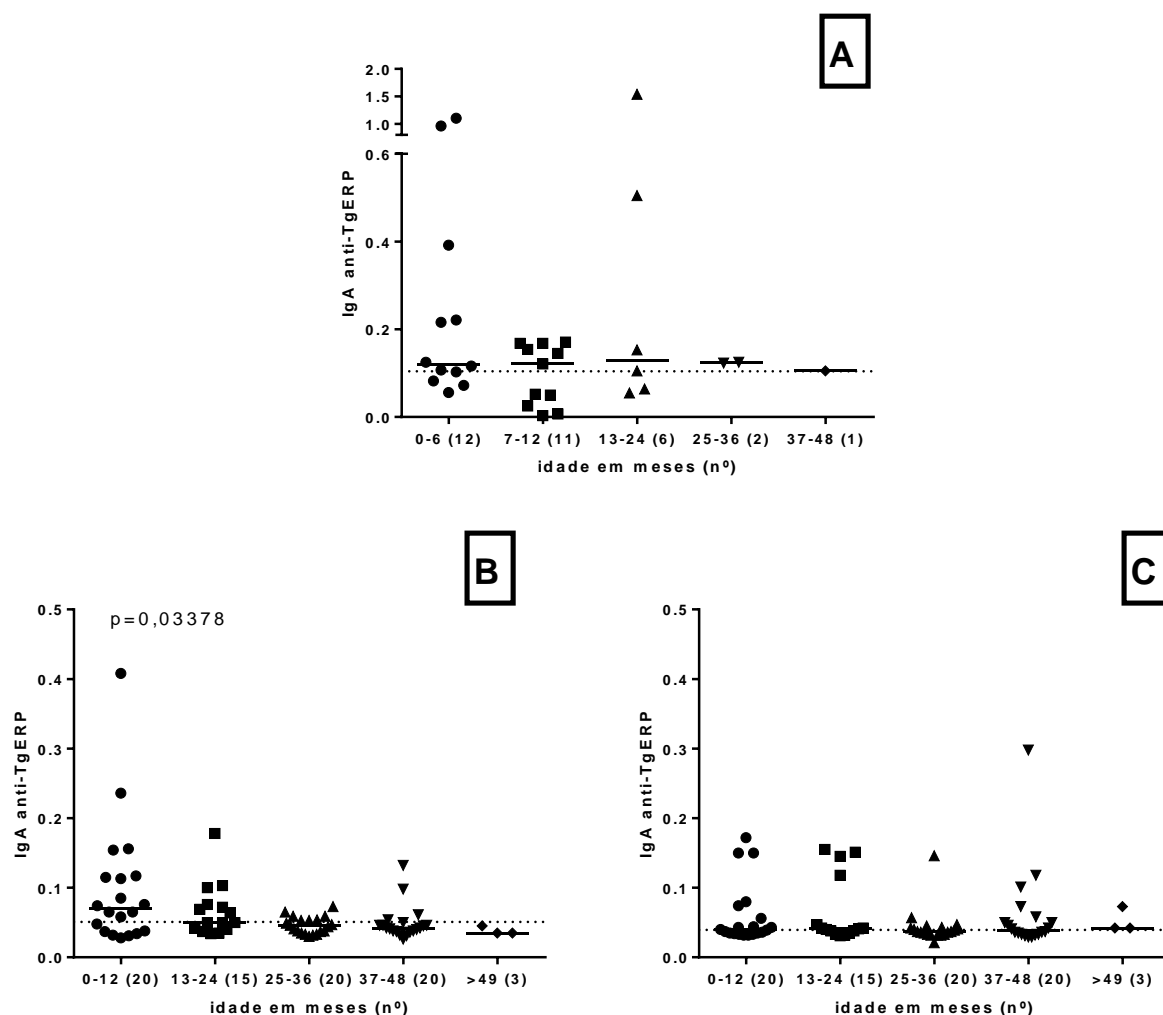 A
2.0
1.5
1.0
0.6
0.4
0.2
0.0
IgA anti-TgERP
0-6 (12) 7-12 (11) 13-24 (6) 25-36 (2) 37-48 (1)
idade em meses (nº)
B
p=0,03378
0.5
0.4
0.3
0.2
0.1
0.0
IgA anti-TgERP
0-12 (20) 13-24 (15) 25-36 (20) 37-48 (20) >49 (3)
idade em meses (nº)
C
0.5
0.4
0.3
0.2
0.1
0.0
IgA anti-TgERP
0-12 (20) 13-24 (15) 25-36 (20) 37-48 (20) >49 (3)
idade em meses (nº)